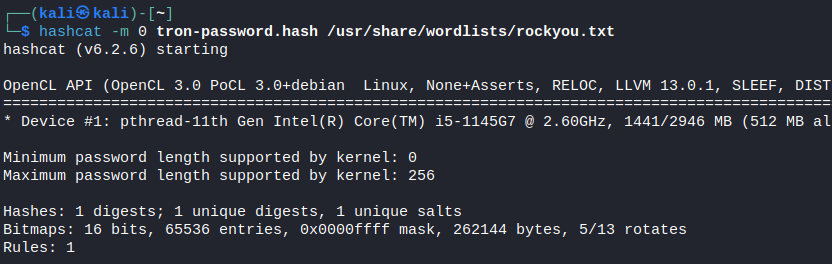 ┌──(kali㉿kali)-[~]
└─$ hashcat -m 0 tron-password.hash /usr/share/wordlists/rockyou.txt
hashcat (v6.2.6) starting
OpenCL API (OpenCL 3.0 PoCL 3.0+debian  Linux, None+Asserts, RELOC, LLVM 13.0.1, SLEEF, DIST
============================================================================================
* Device #1: pthread-11th Gen Intel(R) Core(TM) i5-1145G7 @ 2.60GHz, 1441/2946 MB (512 MB al
Minimum password length supported by kernel: 0
Maximum password length supported by kernel: 256
Hashes: 1 digests; 1 unique digests, 1 unique salts
Bitmaps: 16 bits, 65536 entries, 0x0000ffff mask, 262144 bytes, 5/13 rotates
Rules: 1